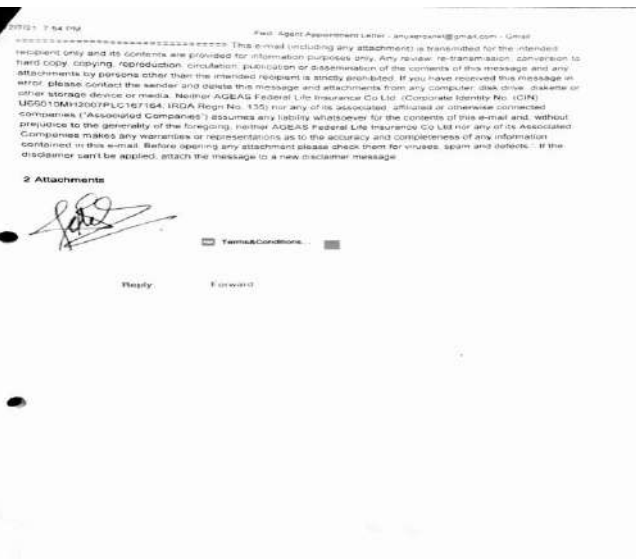 7:54 PM
Fwd: Agent Appointment Letter - @gmail.com - Gmail
============================== This e-mail (including any attachment) is transmitted for the intended
recipient only and its contents are provided for information purposes only. Any review, re-transmission, conversion to
hard copy, copying, reproduction, circulation, publication or dissemination of the contents of this message and any
attachments by persons other than the intended recipient is strictly prohibited. If you have received this message in
error, please contact the sender and delete this message and attachments from any computer, disk drive, diskette or
other storage device or media. Neither AGEAS Federal Life Insurance Co Ltd. (Corporate Identity No. (CIN)
U66010MH2007PLC167164, IRDA Regn No. 135) nor any of its associated, affiliated or otherwise connected
companies ("Associated Companies") assumes any liability whatsoever for the contents of this e-mail and, without
prejudice to the generality of the foregoing, neither AGEAS Federal Life Insurance Co Ltd nor any of its Associated
Companies makes any warranties or representations as to the accuracy and completeness of any information
contained in this e-mail. Before opening any attachment please check them for viruses, spam and defects.". If the
disclaimer can't be applied, attach the message to a new disclaimer message.
2 Attachments
Terms&Conditions...
Reply Forward